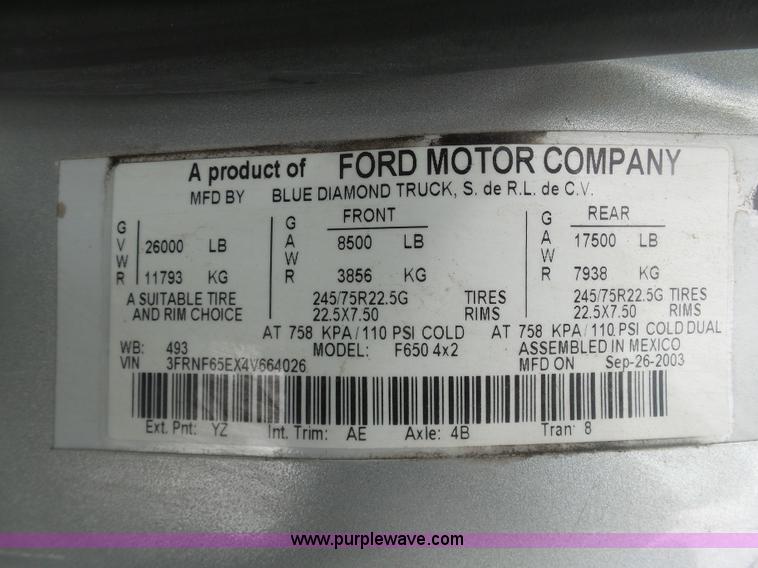 A product of FORD MOTOR COMPANY
MFD BY BLUE DIAMOND TRUCK, S. de R.L. de C.V.
GVWR 26000 LB 11793 KG
FRONT
GAWR 8500 LB 3856 KG
REAR
GAWR 17500 LB 7938 KG
A SUITABLE TIRE 245/75R22.5G TIRES 245/75R22.5G TIRES
AND RIM CHOICE 22.5X7.50 RIMS 22.5X7.50 RIMS
AT 758 KPA/110 PSI COLD AT 758 KPA/110 PSI COLD DUAL
WB: 493 MODEL: F650 4x2 ASSEMBLED IN MEXICO
VIN 3FRNF65EX4V664026 MFD ON Sep-26-2003
Ext. Pnt: YZ Int. Trim: AE Axle: 4B Tran: 8
www.purplewave.com